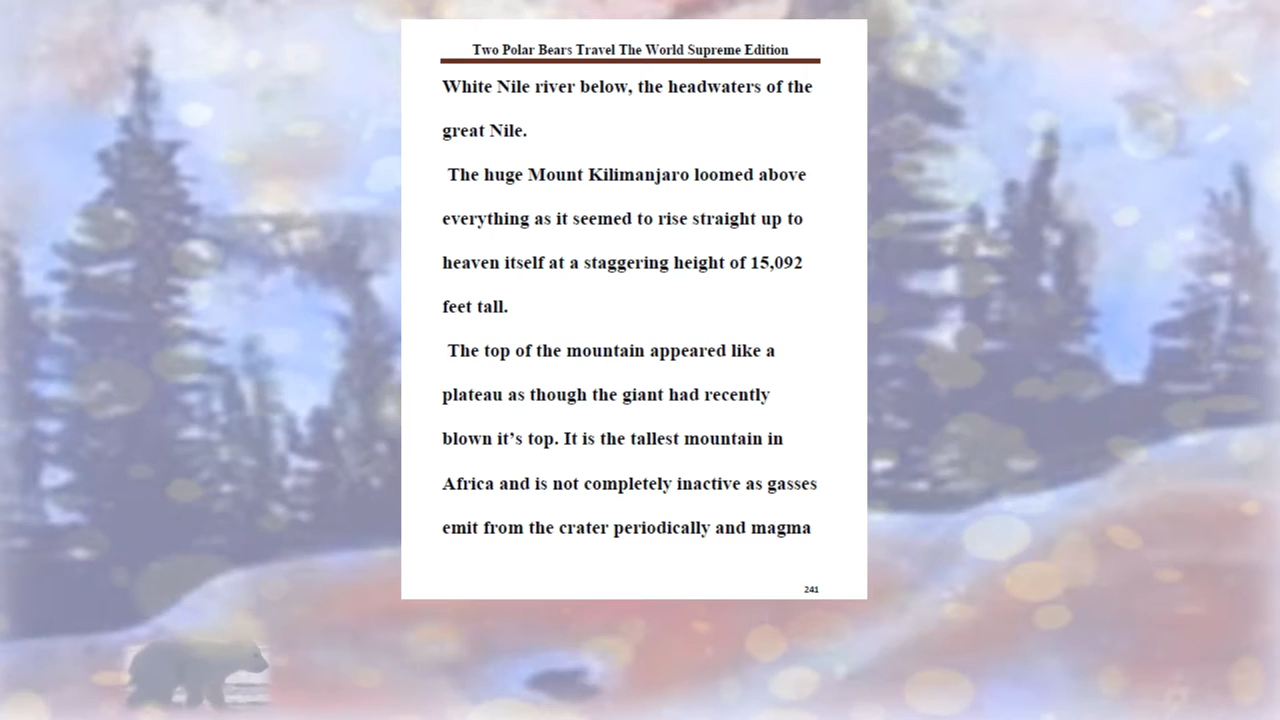 Two Polar Bears Travel The World Supreme Edition
White Nile river below, the headwaters of the
great Nile.
The huge Mount Kilimanjaro loomed above
everything as it seemed to rise straight up to
heaven itself at a staggering height of 15,092
feet tall.
The top of the mountain appeared like a
plateau as though the giant had recently
blown it’s top. It is the tallest mountain in
Africa and is not completely inactive as gasses
emit from the crater periodically and magma
241